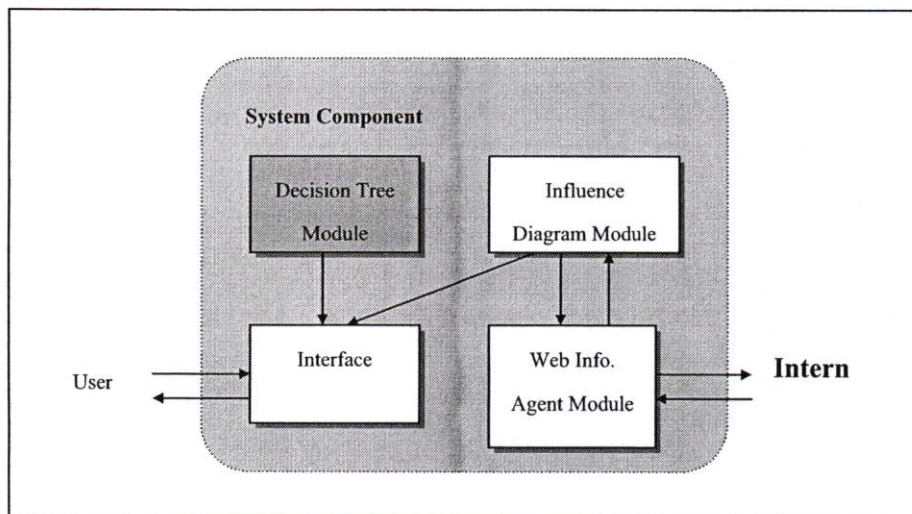 System Component
Decision Tree
Module
Influence
Diagram Module
Interface
Web Info.
Agent Module
User
Intern